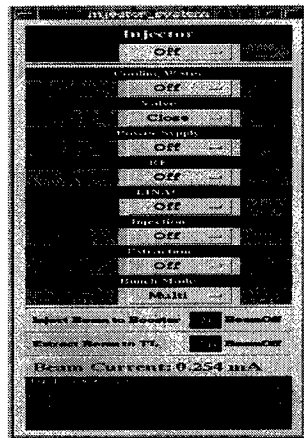 injector_system
Injector
Off
Cooling Water
Off
Valve
Close
Power Supply
Off
RF
Off
LINAC
Off
Injection
Off
Extraction
Off
Bunch Mode
Multi
Inject Beam to Booster BeamOff
Extract Beam to TL BeamOff
Beam Current: 0.254 mA